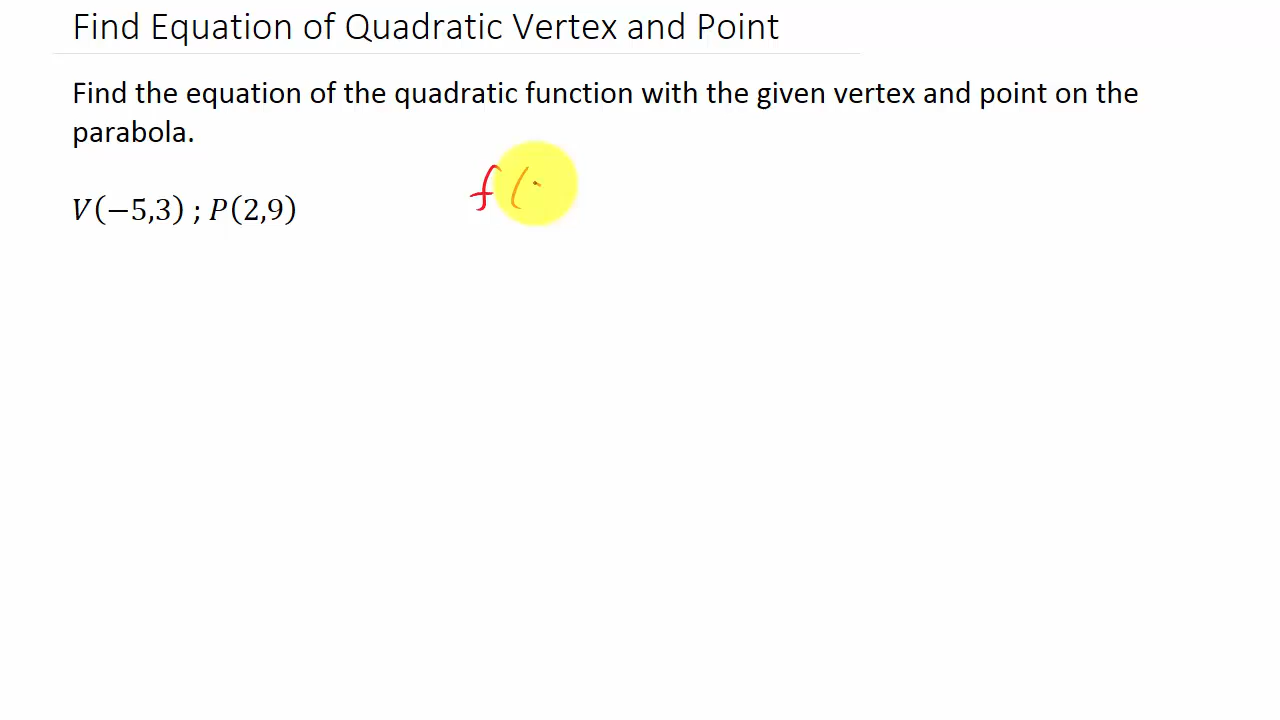 Find Equation of Quadratic Vertex and Point
Find the equation of the quadratic function with the given vertex and point on the
parabola.
V(−5,3) ; P(2,9)
f(